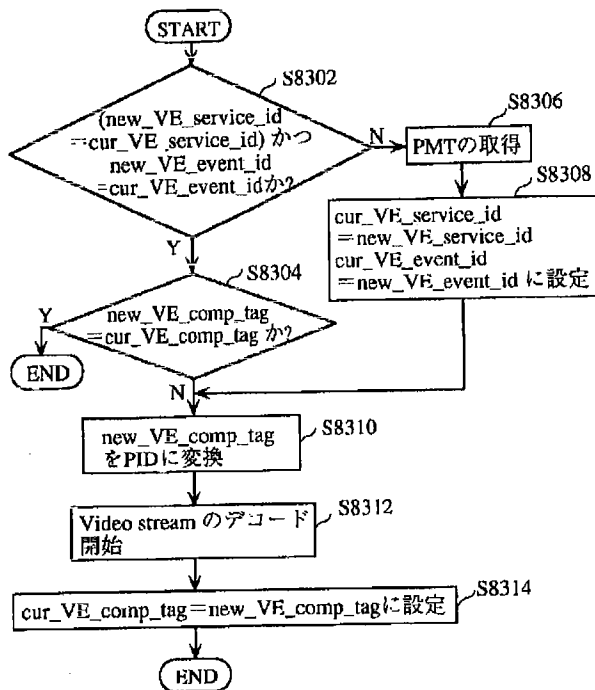 START
S8302
(new_VE_service_id
=cur_VE_service_id) かつ
new_VE_event_id
=cur_VE_event_idか?
N
S8306
PMTの取得
S8308
cur_VE_service_id
=new_VE_service_id
cur_VE_event_id
=new_VE_event_id に設定
Y
S8304
new_VE_comp_tag
=cur_VE_comp_tag か?
Y
END
N
S8310
new_VE_comp_tag
をPIDに変換
S8312
Video stream のデコード
開始
S8314
cur_VE_comp_tag=new_VE_comp_tagに設定
END